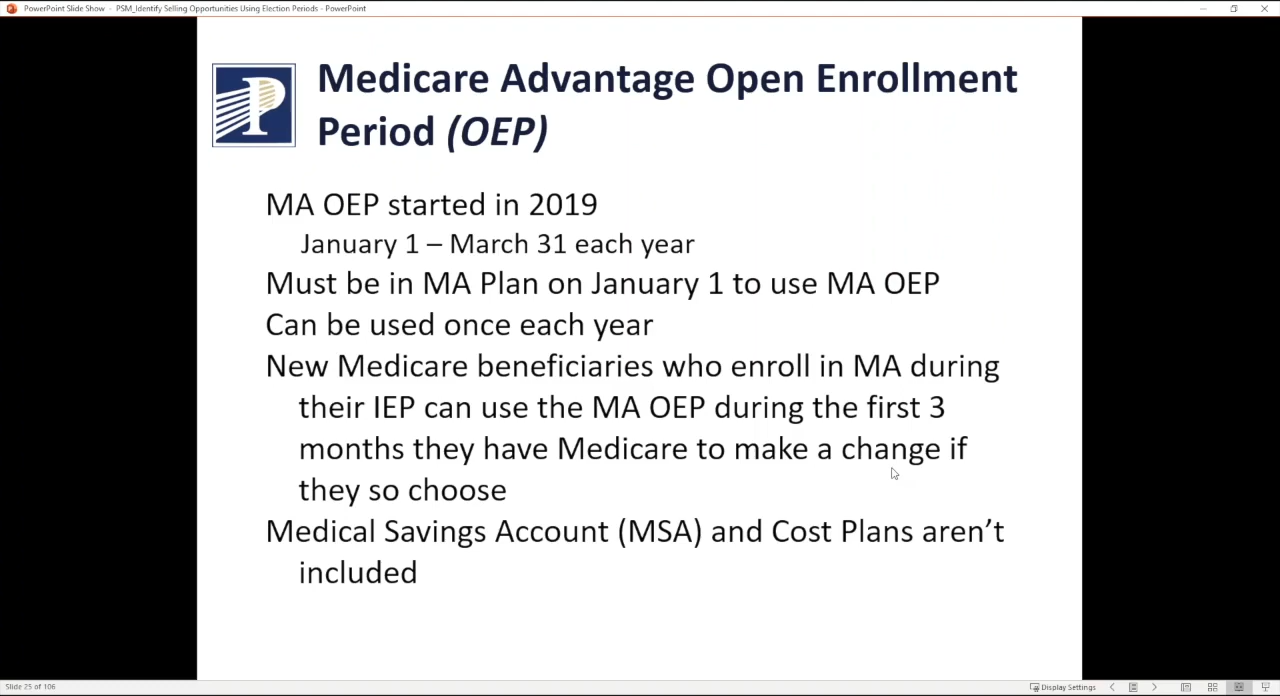 PowerPoint Slide Show - PSM_Identify Selling Opportunities Using Election Periods - PowerPoint
P
Medicare Advantage Open Enrollment
Period (OEP)
MA OEP started in 2019
January 1 – March 31 each year
Must be in MA Plan on January 1 to use MA OEP
Can be used once each year
New Medicare beneficiaries who enroll in MA during
their IEP can use the MA OEP during the first 3
months they have Medicare to make a change if
they so choose
Medical Savings Account (MSA) and Cost Plans aren’t
included
Slide 25 of 106
Display Settings